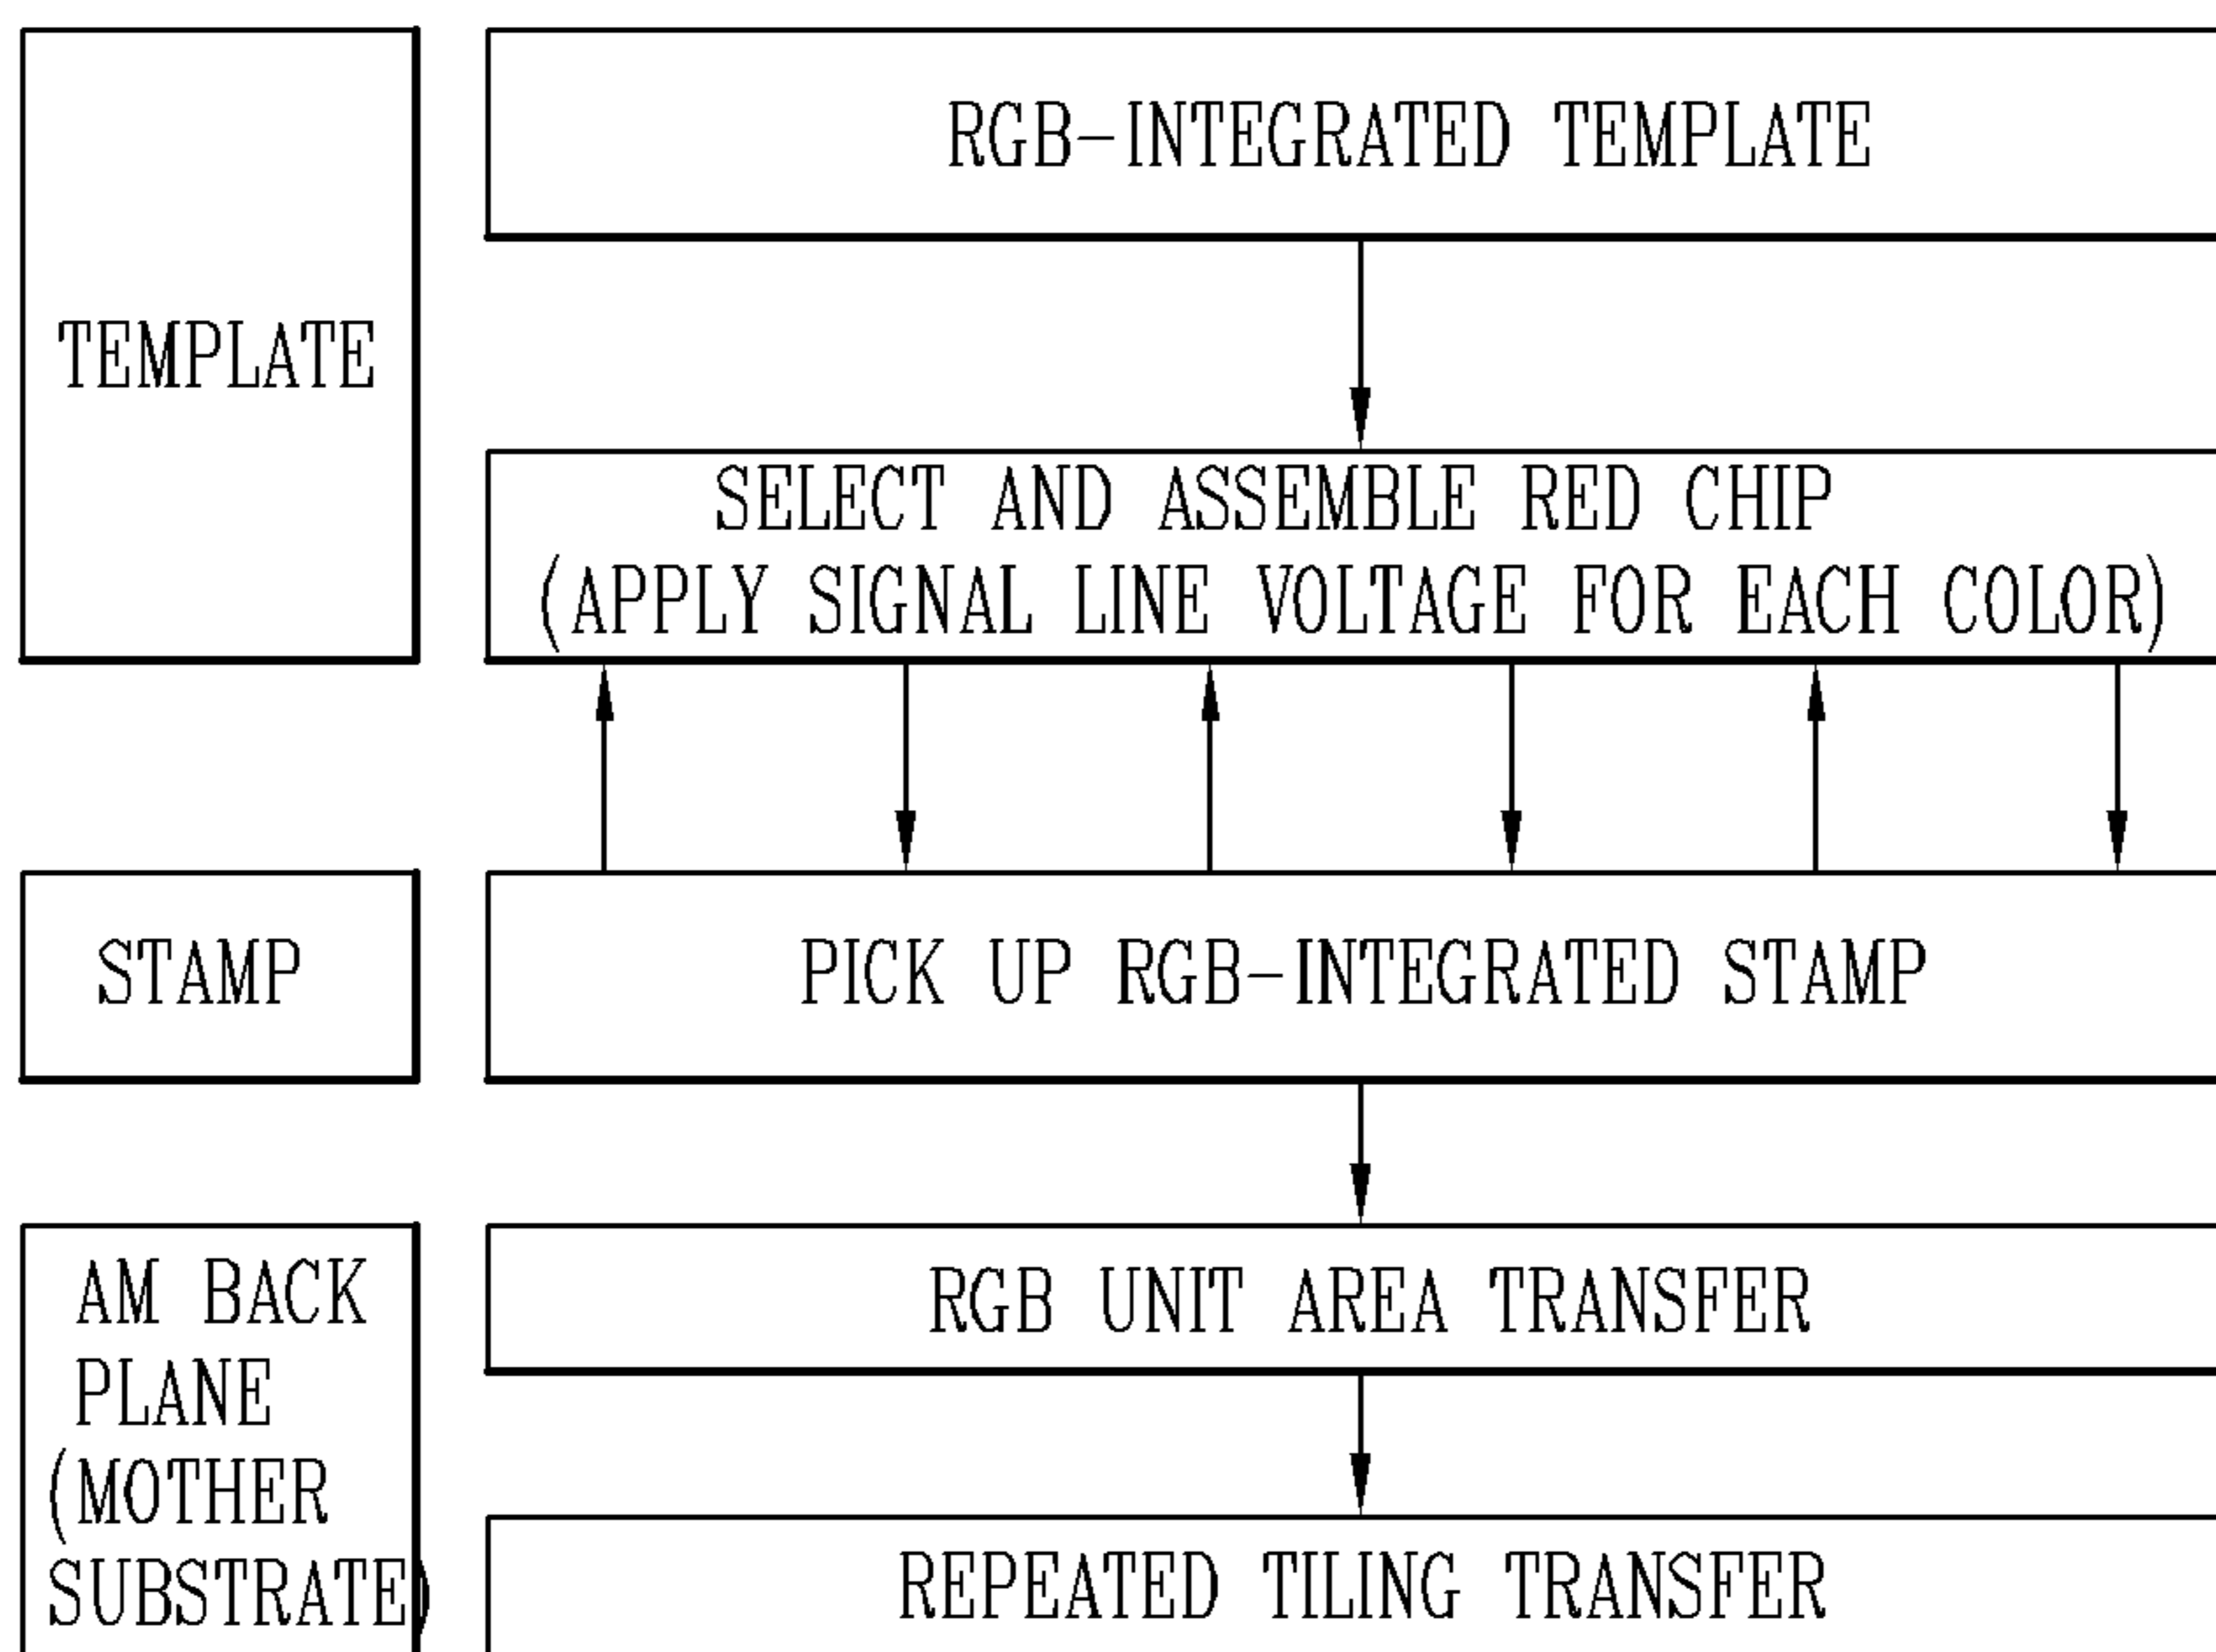 TEMPLATE
RGB-INTEGRATED TEMPLATE
SELECT AND ASSEMBLE RED CHIP
(APPLY SIGNAL LINE VOLTAGE FOR EACH COLOR)
STAMP
PICK UP RGB-INTEGRATED STAMP
AM BACK
PLANE
(MOTHER
SUBSTRATE)
RGB UNIT AREA TRANSFER
REPEATED TILING TRANSFER